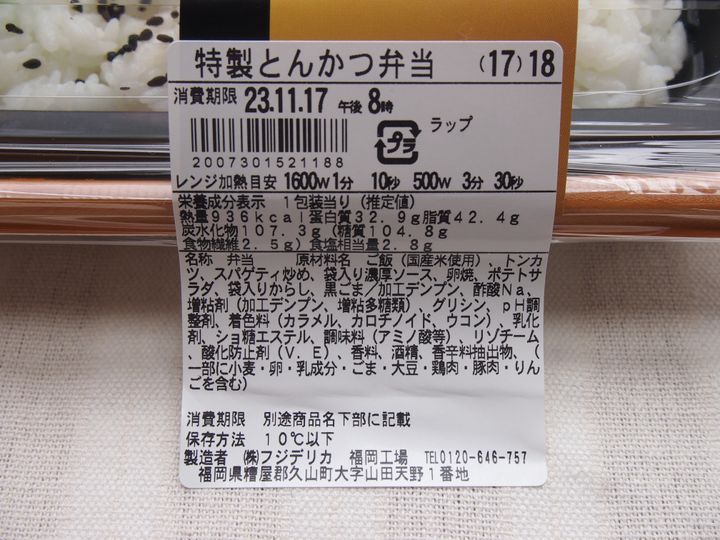 特製とんかつ弁当 (17)18
消費期限 23.11.17 午後 8時
プラ ラップ
2007301521188
レンジ加熱目安 1600W 1分 10秒 500W 3分 30秒
栄養成分表示 1包装当り(推定値)
熱量936kcal蛋白質32.9g脂質42.4g
炭水化物107.3g(糖質104.8g
食物繊維2.5g)食塩相当量2.8g
名称 弁当 原材料名 ご飯(国産米使用)、トンカ
ツ、スパゲティ炒め、袋入り濃厚ソース、卵焼、ポテトサ
ラダ、袋入りからし、黒ごま/加工デンプン、酢酸Na、
増粘剤(加工デンプン、増粘多糖類)、グリシン、pH調
整剤、着色料(カラメル、カロチノイド、ウコン)、乳化
剤、ショ糖エステル、調味料(アミノ酸等)、リゾチーム
、酸化防止剤(V.E)、香料、酒精、香辛料抽出物、(
一部に小麦・卵・乳成分・ごま・大豆・鶏肉・豚肉・りん
ごを含む)
消費期限 別途商品名下部に記載
保存方法 10℃以下
製造者 (株)フジデリカ 福岡工場 TEL0120-646-757
福岡県糟屋郡久山町大字山田天野1番地